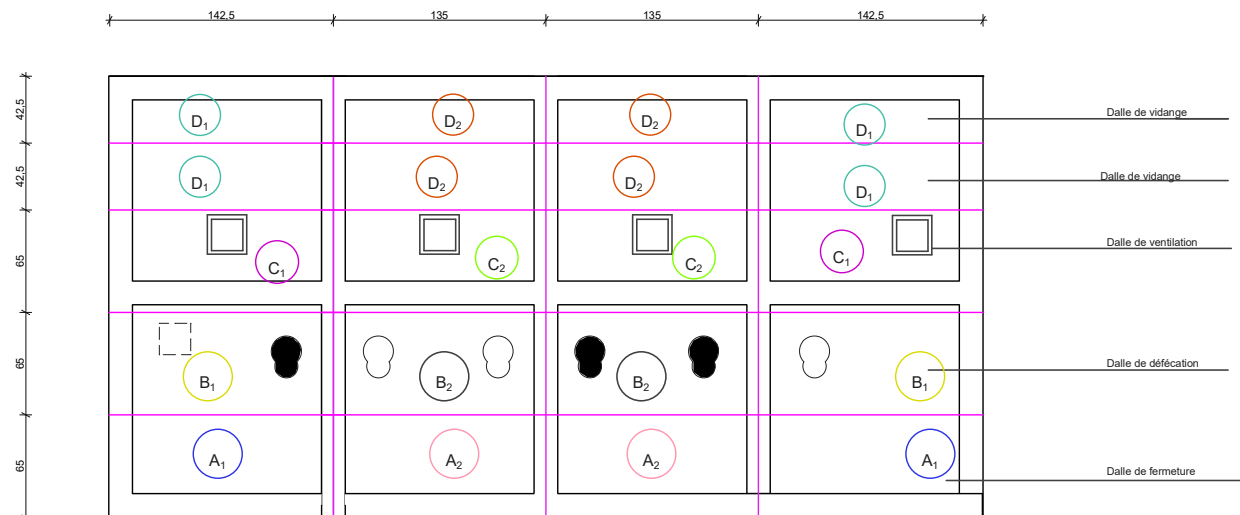 142,5 135 135 142,5
42,5
D₁ D₂ D₂ D₁ Dalle de vidange
42,5
D₁ D₂ D₂ D₁ Dalle de vidange
65
C₁ C₂ C₂ C₁ Dalle de ventilation
65
B₁ B₂ B₂ B₁ Dalle de défécation
65
A₁ A₂ A₂ A₁ Dalle de fermeture